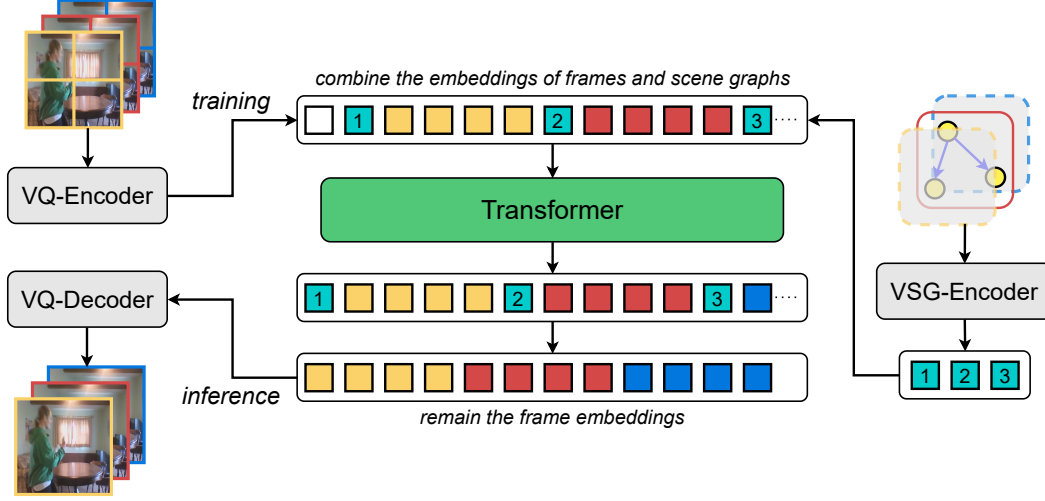 combine the embeddings of frames and scene graphs
training
1 2 3 ....
VQ-Encoder
Transformer
VQ-Decoder
1 2 3 ....
VSG-Encoder
inference
1 2 3
remain the frame embeddings